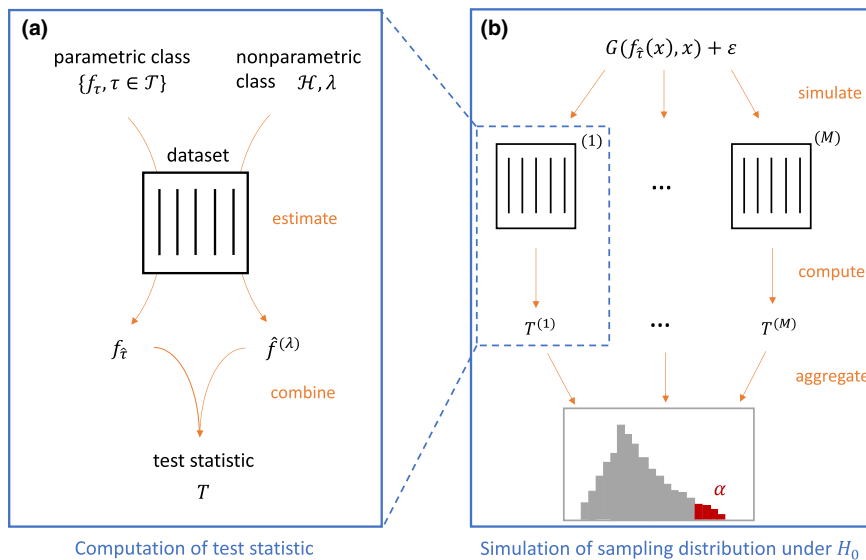 (a)
parametric class
{f_τ, τ ∈ 𝒯}
nonparametric
class ℋ, λ
dataset
estimate
f_τ̂
f̂^(λ)
combine
test statistic
T
Computation of test statistic
(b)
G(f_τ̂(x), x) + ε
simulate
(1)
...
(M)
compute
T^(1)
...
T^(M)
aggregate
α
Simulation of sampling distribution under H₀